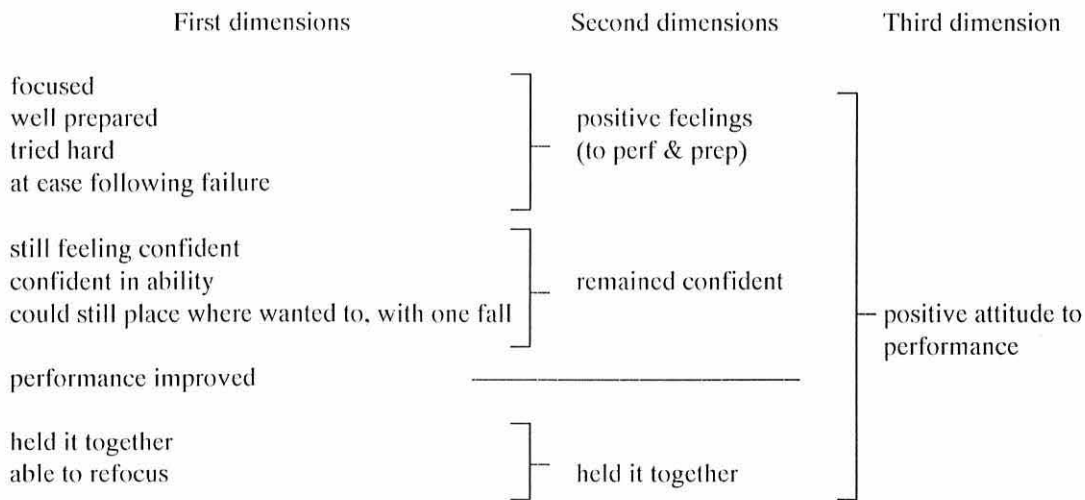 First dimensions Second dimensions Third dimension
focused
well prepared
tried hard
at ease following failure
positive feelings
(to perf & prep)
still feeling confident
confident in ability
could still place where wanted to, with one fall
remained confident
performance improved
held it together
able to refocus
held it together
positive attitude to
performance